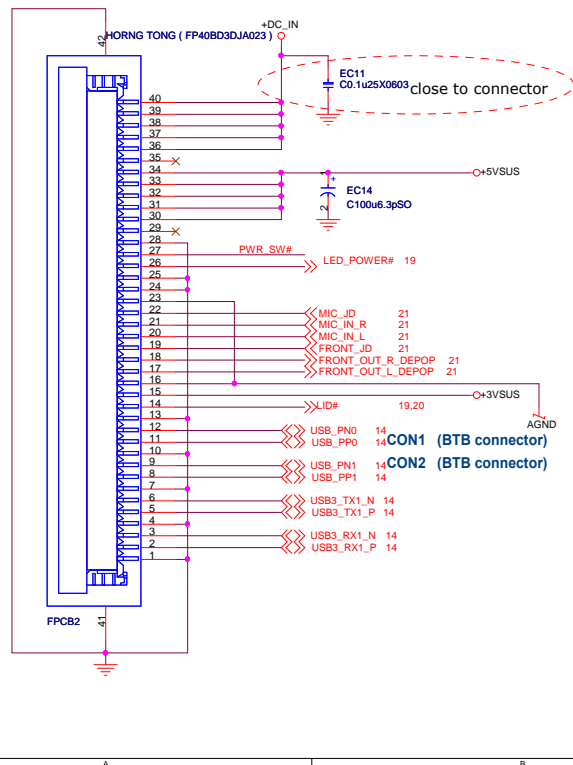 +DC_IN
42
HORNG TONG ( FP40BD3DJA023 )
EC11
C0.1u25X0603
close to connector
40
39
38
37
36
35
34
+5VSUS
33
1
+
32
EC14
31
2
C100u6.3pSO
30
29
28
27 PWR_SW#
26 LED_POWER# 19
25
24
23
22 MIC_JD 21
21 MIC_IN_R 21
20 MIC_IN_L 21
19 FRONT_JD 21
18 FRONT_OUT_R_DEPOP 21
17 FRONT_OUT_L_DEPOP 21
16
15 +3VSUS
14 LID# 19,20
13
AGND
12 USB_PN0 14
11 USB_PP0 14 CON1 (BTB connector)
10
9 USB_PN1 14 CON2 (BTB connector)
8 USB_PP1 14
7
6 USB3_TX1_N 14
5 USB3_TX1_P 14
4
3 USB3_RX1_N 14
2 USB3_RX1_P 14
1
FPCB2
41
A B